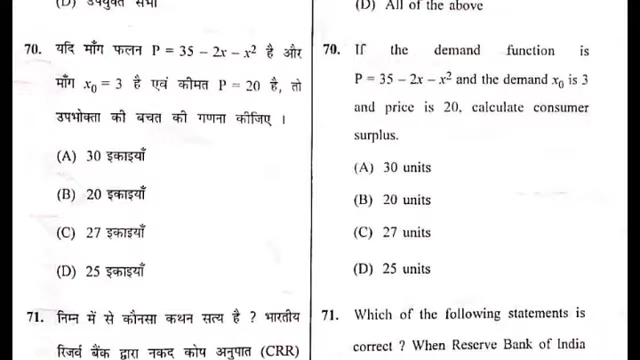 (D) उपर्युक्त सभी
70. यदि माँग फलन P = 35 – 2x – x² है और
माँग x₀ = 3 है एवं कीमत P = 20 है, तो
उपभोक्ता की बचत की गणना कीजिए ।
(A) 30 इकाइयाँ
(B) 20 इकाइयाँ
(C) 27 इकाइयाँ
(D) 25 इकाइयाँ
71. निम्न में से कौनसा कथन सत्य है ? भारतीय
रिजर्व बैंक द्वारा नकद कोष अनुपात (CRR)
(D) All of the above
70. If the demand function is
P = 35 – 2x – x² and the demand x₀ is 3
and price is 20, calculate consumer
surplus.
(A) 30 units
(B) 20 units
(C) 27 units
(D) 25 units
71. Which of the following statements is
correct ? When Reserve Bank of India